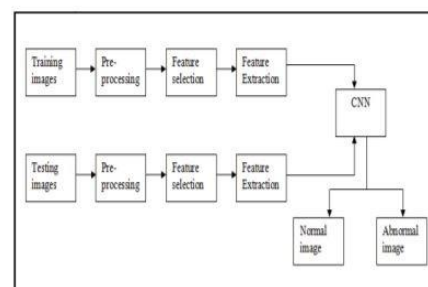 Training
images
Pre-
processing
Feature
selection
Feature
Extraction
CNN
Testing
images
Pre-
processing
Feature
selection
Feature
Extraction
Normal
image
Abnormal
image